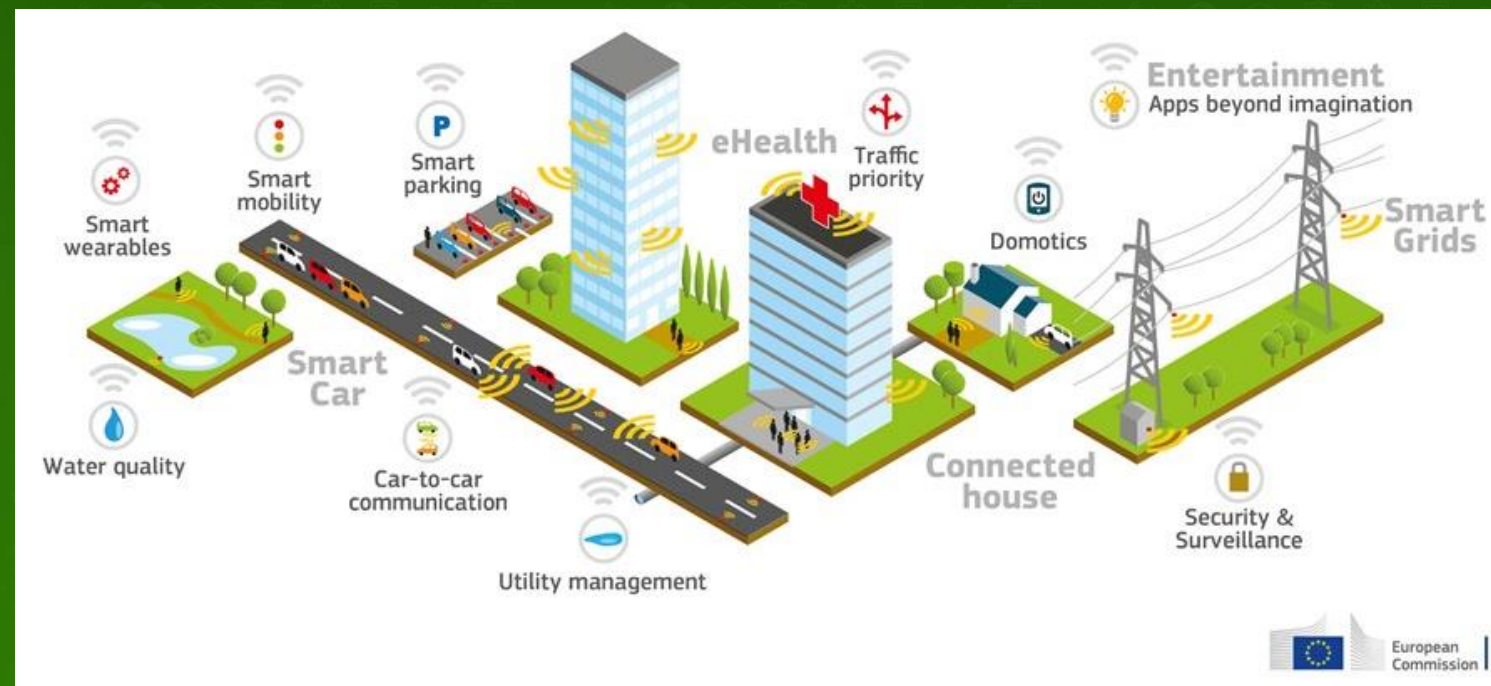 Entertainment
Apps beyond imagination
P
Smart
parking
eHealth
Traffic
priority
Smart
mobility
Smart
wearables
Domotics
Smart
Grids
Smart
Car
Water quality
Car-to-car
communication
Connected
house
Utility management
Security &
Surveillance
European
Commission